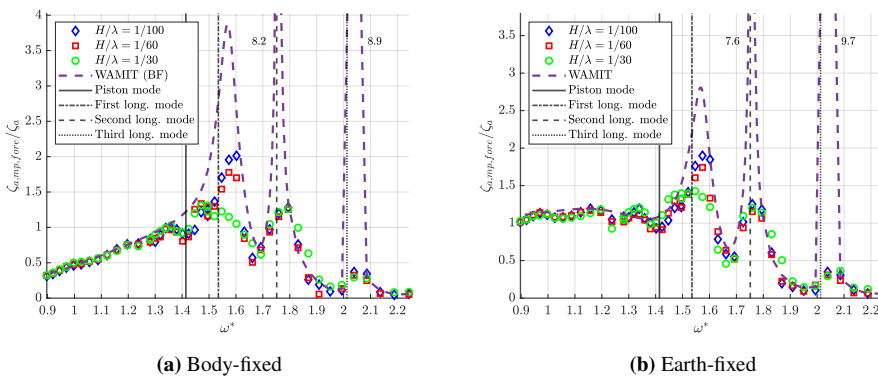 4
3.5
3
2.5
2
1.5
1
0.5
0
ζa,mp,fore/ζa
H/λ = 1/100
H/λ = 1/60
H/λ = 1/30
WAMIT (BF)
Piston mode
First long. mode
Second long. mode
Third long. mode
8.2
8.9
0.9 1 1.1 1.2 1.3 1.4 1.5 1.6 1.7 1.8 1.9 2 2.1 2.2
ω*
(a) Body-fixed
3.5
3
2.5
2
1.5
1
0.5
0
ζa,mp,fore/ζa
H/λ = 1/100
H/λ = 1/60
H/λ = 1/30
WAMIT
Piston mode
First long. mode
Second long. mode
Third long. mode
7.6
9.7
0.9 1 1.1 1.2 1.3 1.4 1.5 1.6 1.7 1.8 1.9 2 2.1 2.2
ω*
(b) Earth-fixed